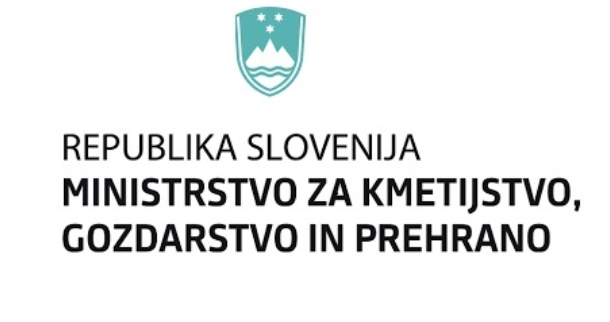 REPUBLIKA SLOVENIJA
MINISTRSTVO ZA KMETIJSTVO,
GOZDARSTVO IN PREHRANO